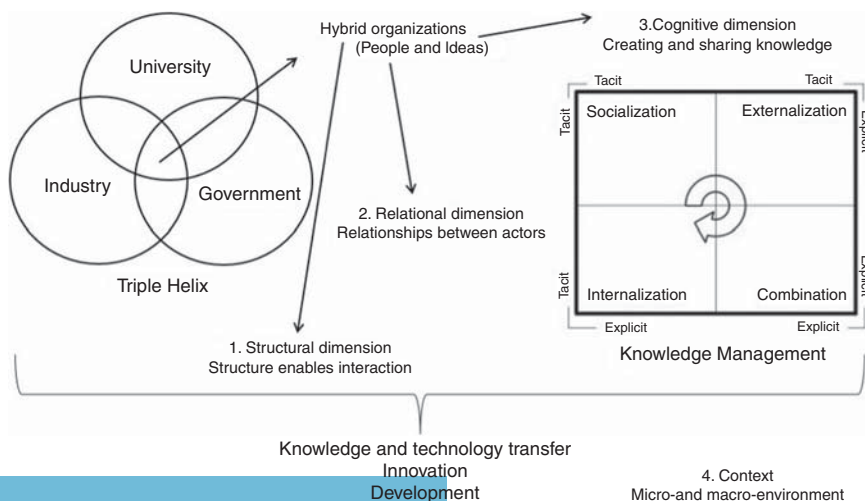 Hybrid organizations
(People and Ideas)
3.Cognitive dimension
Creating and sharing knowledge
University
Industry
Government
Triple Helix
2. Relational dimension
Relationships between actors
1. Structural dimension
Structure enables interaction
Tacit
Tacit
Tacit
Explicit
Socialization
Externalization
Internalization
Combination
Tacit
Explicit
Explicit
Explicit
Knowledge Management
Knowledge and technology transfer
Innovation
Development
4. Context
Micro-and macro-environment